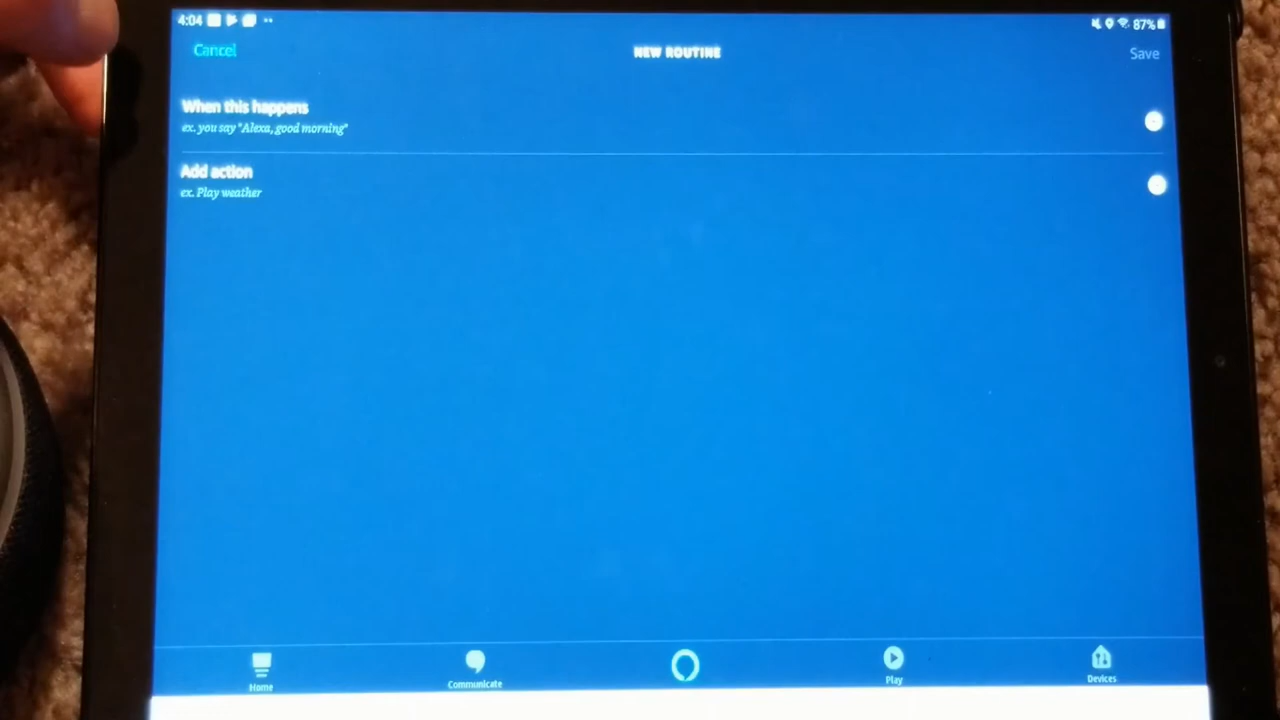 4:04
87%
Cancel
NEW ROUTINE
Save
When this happens
ex. you say "Alexa, good morning"
Add action
ex. Play weather
Home
Communicate
Play
Devices